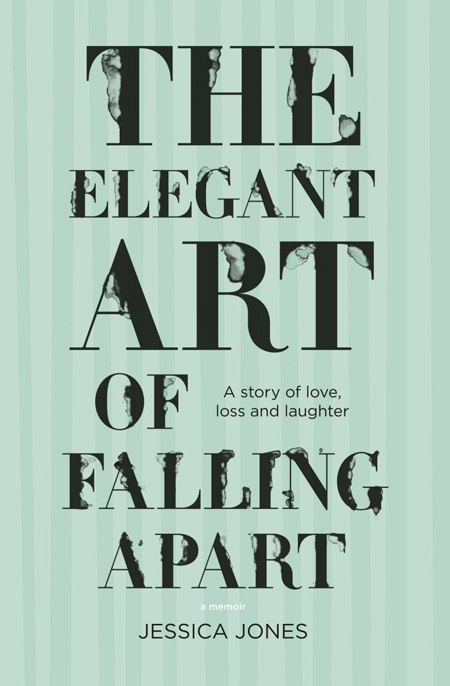 THE
ELEGANT
ART
OF
A story of love,
loss and laughter
FALLING
APART
a memoir
JESSICA JONES